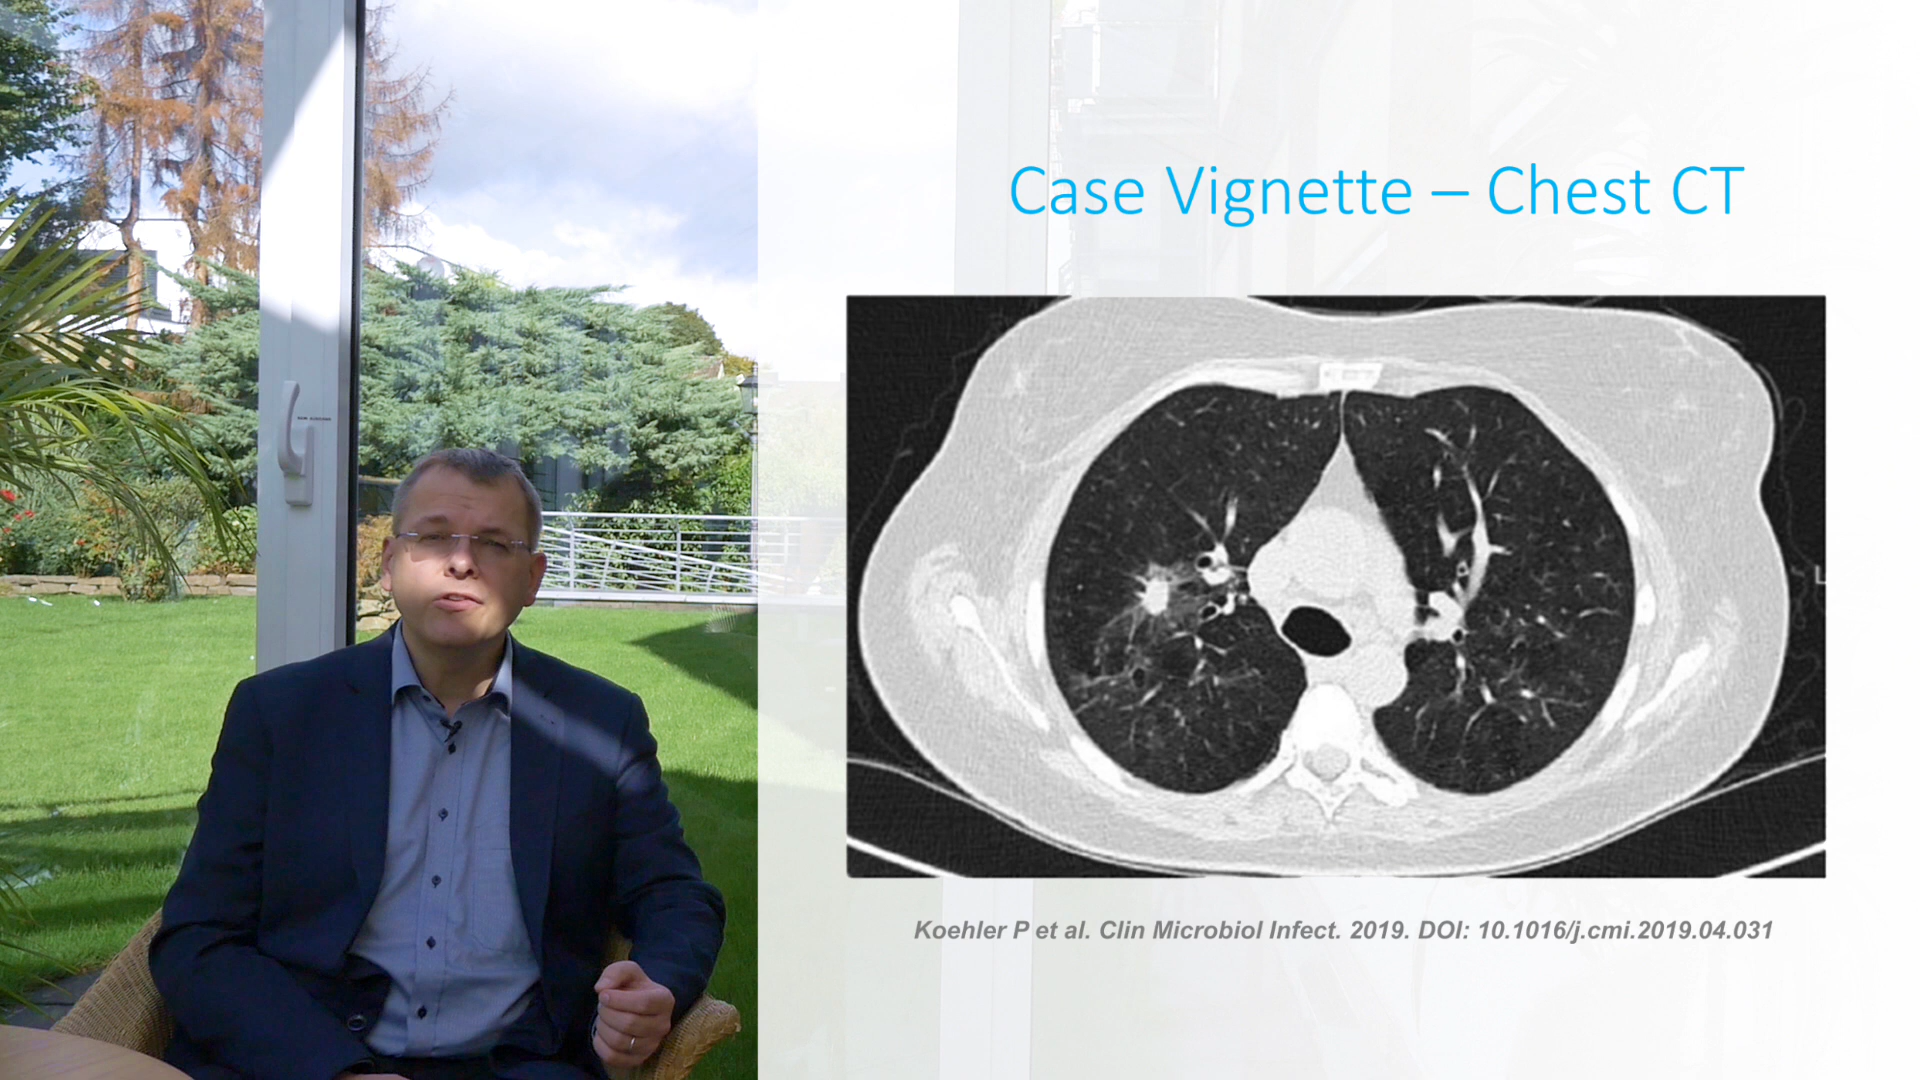 Case Vignette – Chest CT
L
Koehler P et al. Clin Microbiol Infect. 2019. DOI: 10.1016/j.cmi.2019.04.031